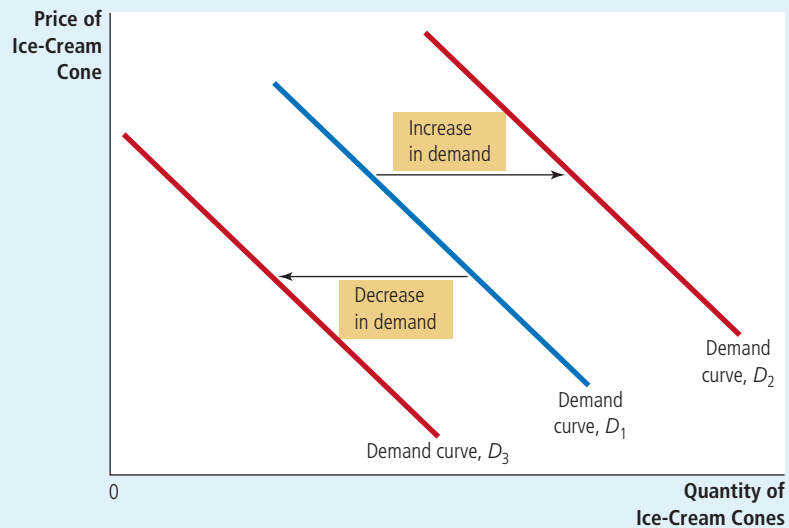 Price of
Ice-Cream
Cone
Increase
in demand
Decrease
in demand
Demand
curve, D2
Demand
curve, D1
Demand curve, D3
0
Quantity of
Ice-Cream Cones